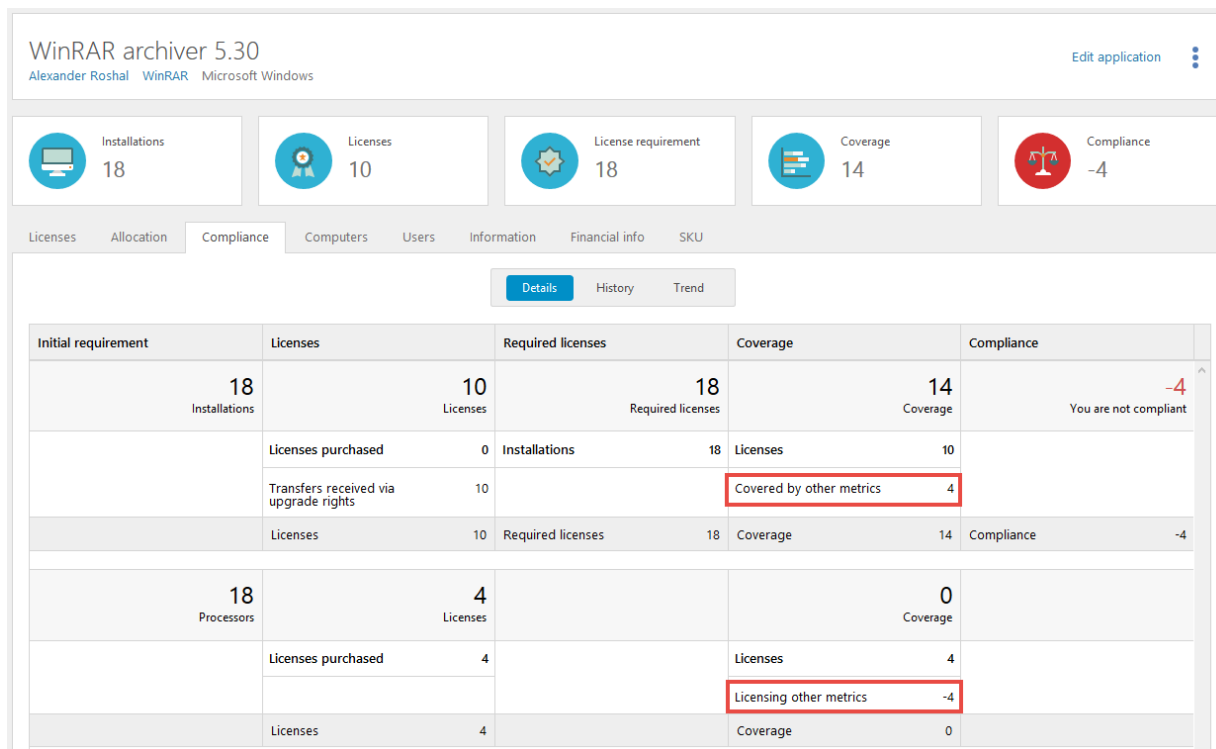 WinRAR archiver 5.30
Edit application
Alexander Roshal WinRAR Microsoft Windows
Installations
18
Licenses
10
License requirement
18
Coverage
14
Compliance
-4
Licenses Allocation Compliance Computers Users Information Financial info SKU
Details History Trend
Initial requirement Licenses Required licenses Coverage Compliance
18 10 18 14 -4
Installations Licenses Required licenses Coverage You are not compliant
Licenses purchased 0 Installations 18 Licenses 10
Transfers received via
upgrade rights 10 Covered by other metrics 4
Licenses 10 Required licenses 18 Coverage 14 Compliance -4
18 4 0
Processors Licenses Coverage
Licenses purchased 4 Licenses 4
Licensing other metrics -4
Licenses 4 Coverage 0